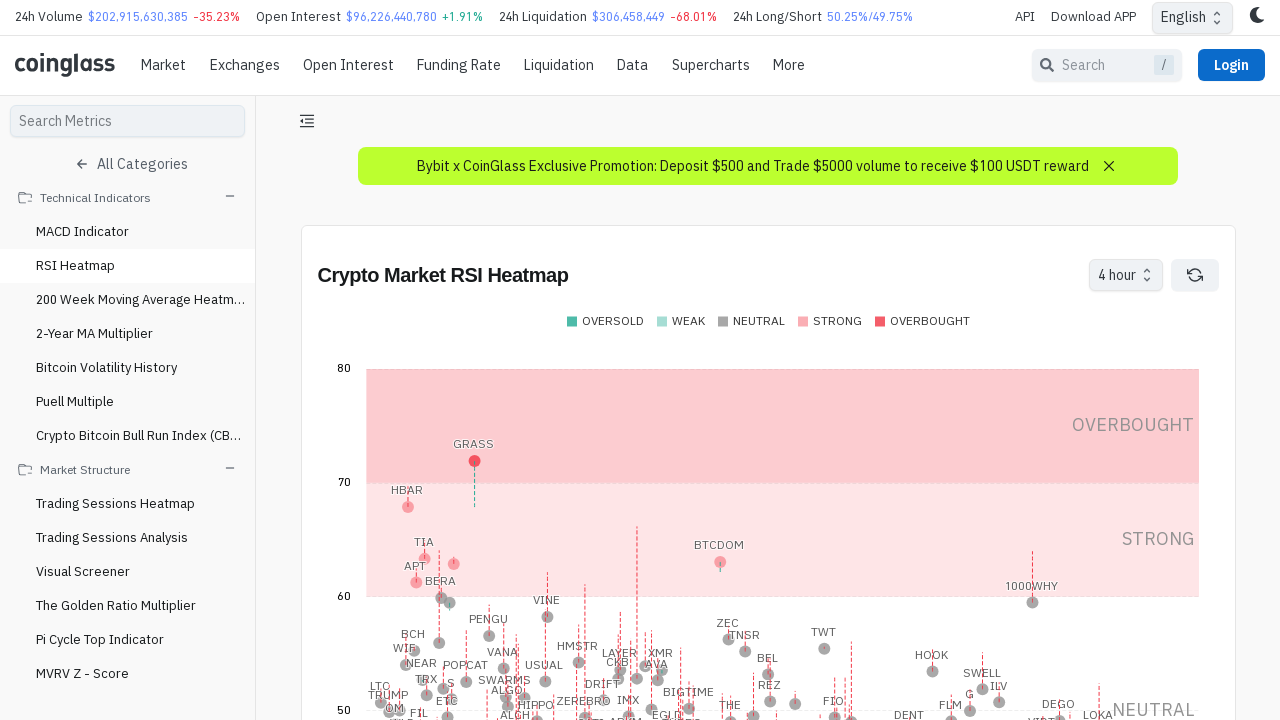 24h Volume $202,915,630,385 -35.23% Open Interest $96,226,440,780 +1.91% 24h Liquidation $306,458,449 -68.01% 24h Long/Short 50.25%/49.75% API Download APP English
coinglass Market Exchanges Open Interest Funding Rate Liquidation Data Supercharts More Search / Login
Search Metrics
All Categories
Technical Indicators
MACD Indicator
RSI Heatmap
200 Week Moving Average Heatm...
2-Year MA Multiplier
Bitcoin Volatility History
Puell Multiple
Crypto Bitcoin Bull Run Index (CB...
Market Structure
Trading Sessions Heatmap
Trading Sessions Analysis
Visual Screener
The Golden Ratio Multiplier
Pi Cycle Top Indicator
MVRV Z - Score
Bybit x CoinGlass Exclusive Promotion: Deposit $500 and Trade $5000 volume to receive $100 USDT reward
Crypto Market RSI Heatmap 4 hour
OVERSOLD WEAK NEUTRAL STRONG OVERBOUGHT
80
OVERBOUGHT
GRASS
70
HBAR
STRONG
TIA
BTCDOM
APT
BERA
1000WHY
60
VINE
PENGU
ZEC
BCH
TNSR
TWT
WIF
HMSTR
VANA
LAYER
XMR
HOOK
NEAR
POPCAT
USUAL
CKB
AVA
BEL
SWELL
TRX
S
SWARMS
DRIFT
REZ
LTO
TRUMP
ALGO
BIGTIME
G
ILV
ETC
HIPPO
ZEREBRO
IMX
THE
FIO
FLM
DEGO
OM
50
FIL
ALCH
DENT
LOKA
NEUTRAL